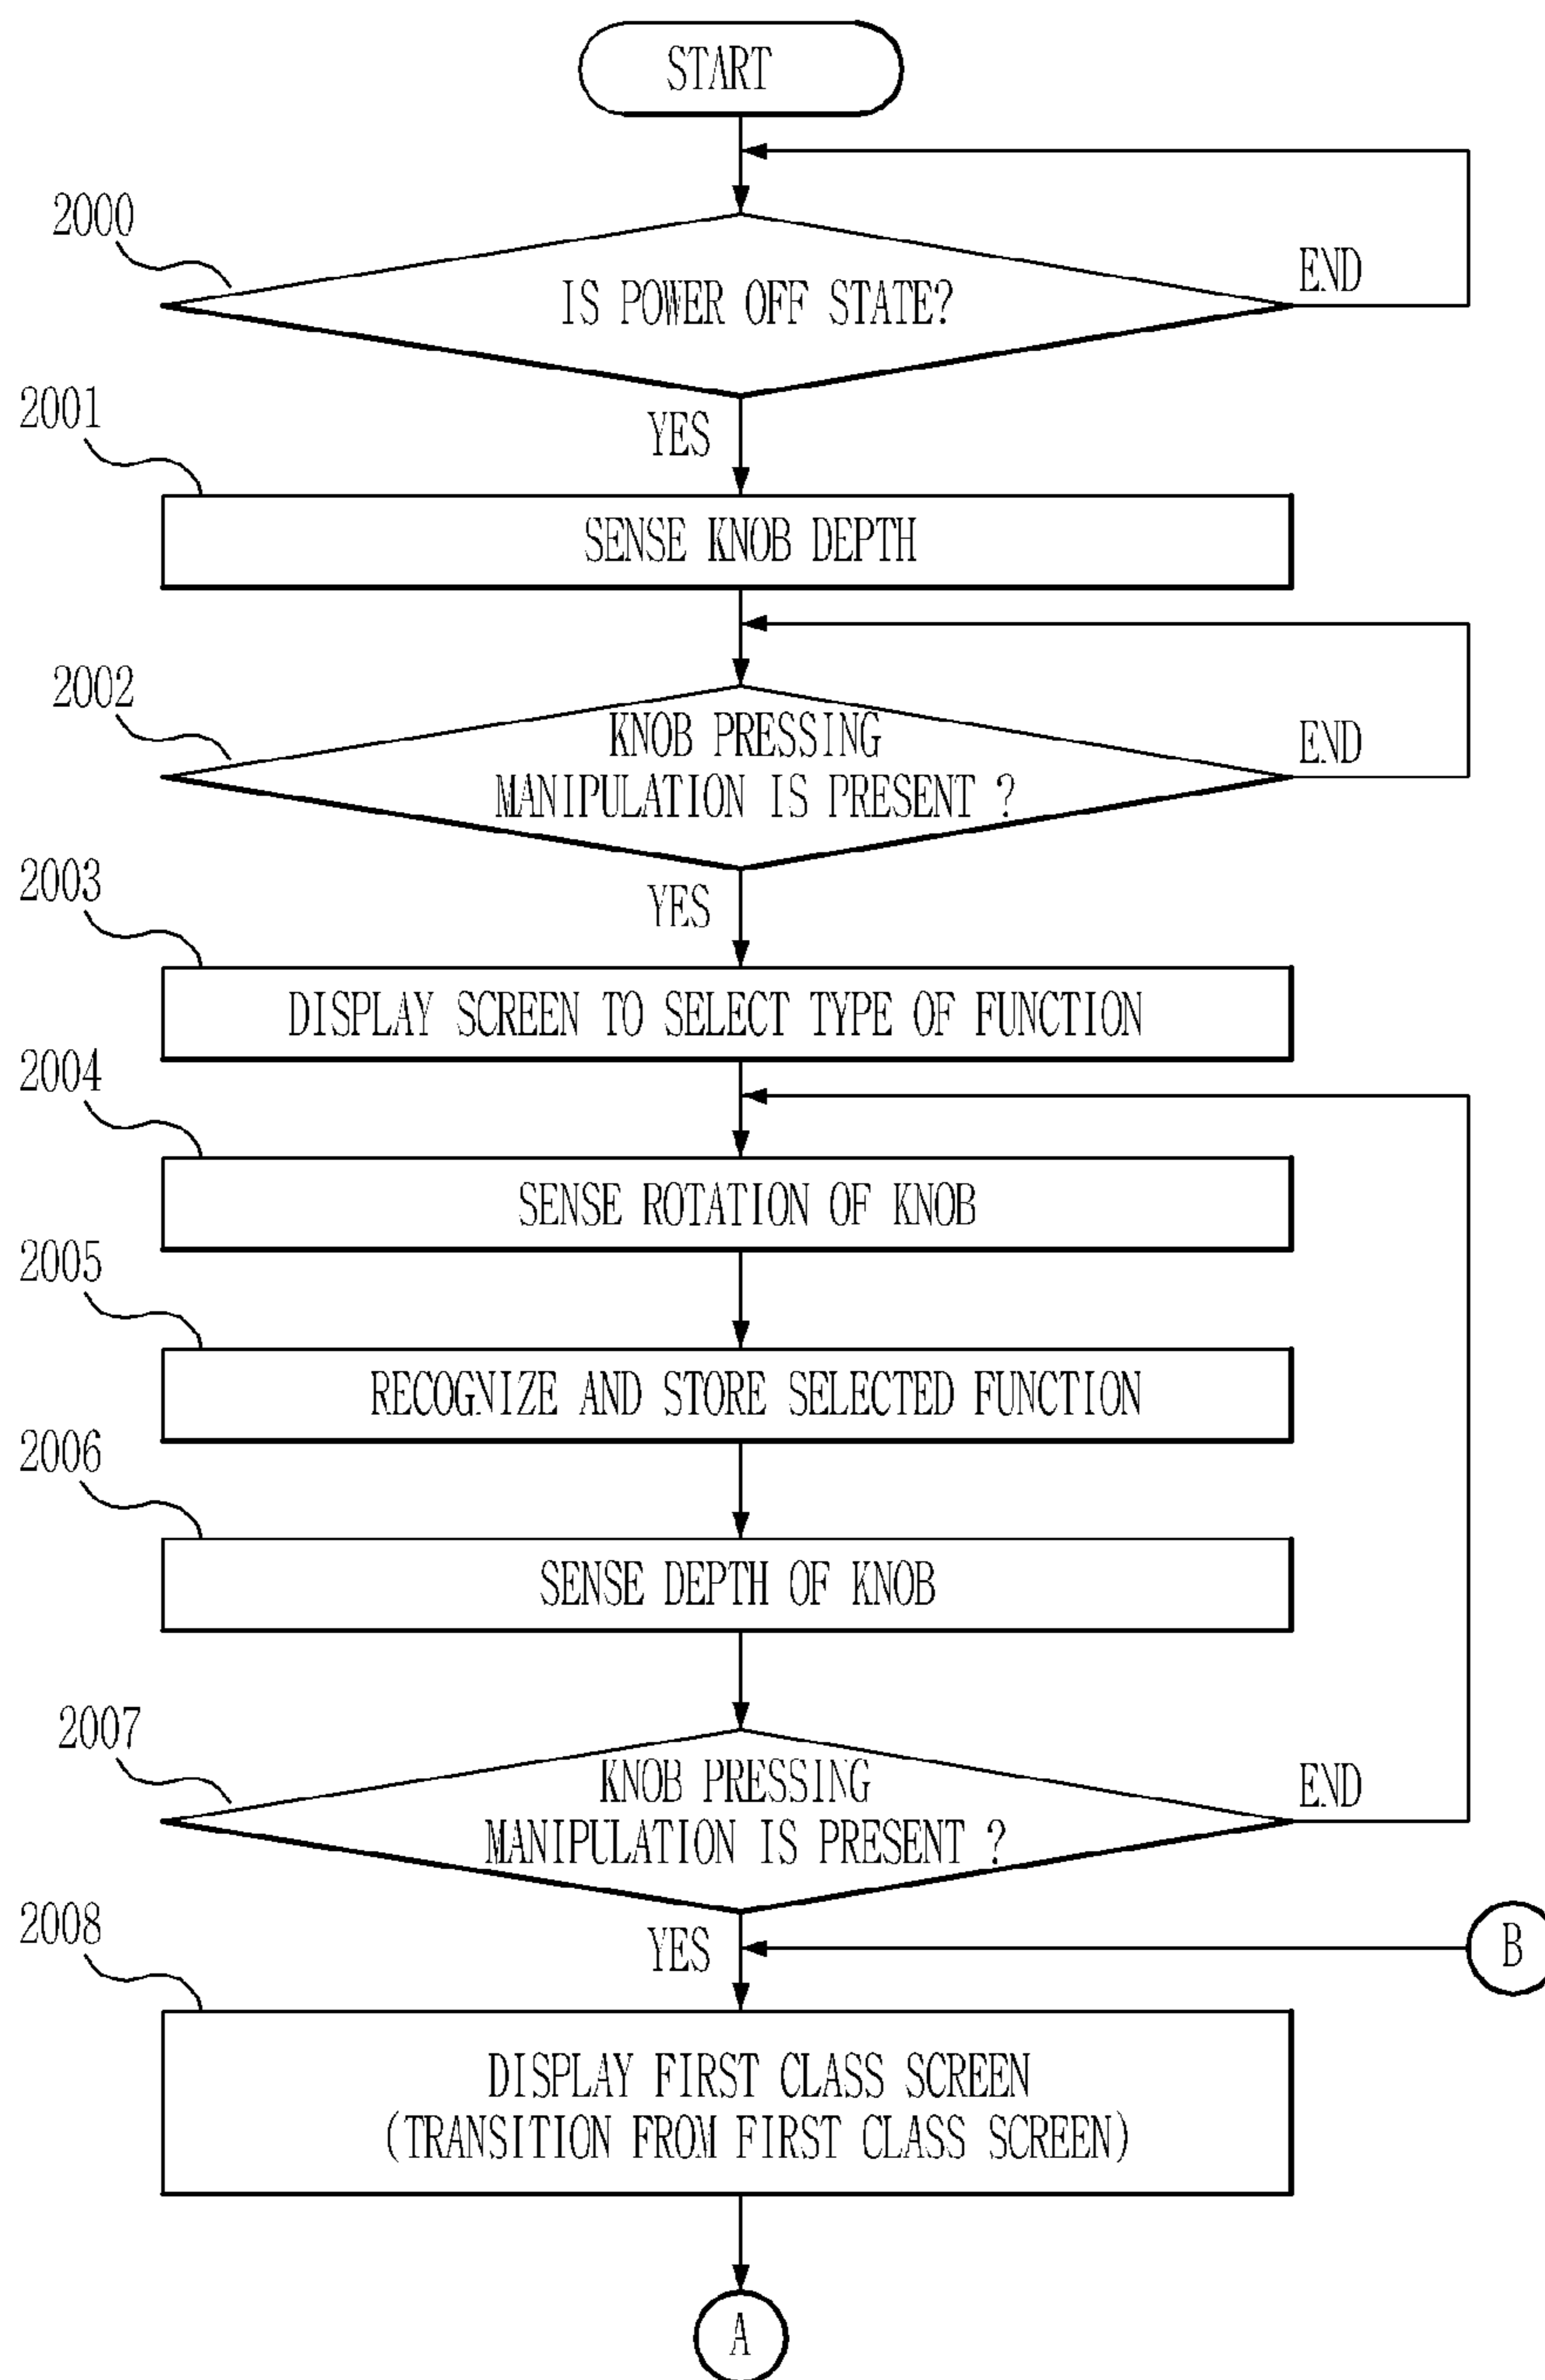 START
2000
IS POWER OFF STATE?
END
YES
2001
SENSE KNOB DEPTH
2002
KNOB PRESSING
MANIPULATION IS PRESENT ?
END
YES
2003
DISPLAY SCREEN TO SELECT TYPE OF FUNCTION
2004
SENSE ROTATION OF KNOB
2005
RECOGNIZE AND STORE SELECTED FUNCTION
2006
SENSE DEPTH OF KNOB
2007
KNOB PRESSING
MANIPULATION IS PRESENT ?
END
YES
B
2008
DISPLAY FIRST CLASS SCREEN
(TRANSITION FROM FIRST CLASS SCREEN)
A